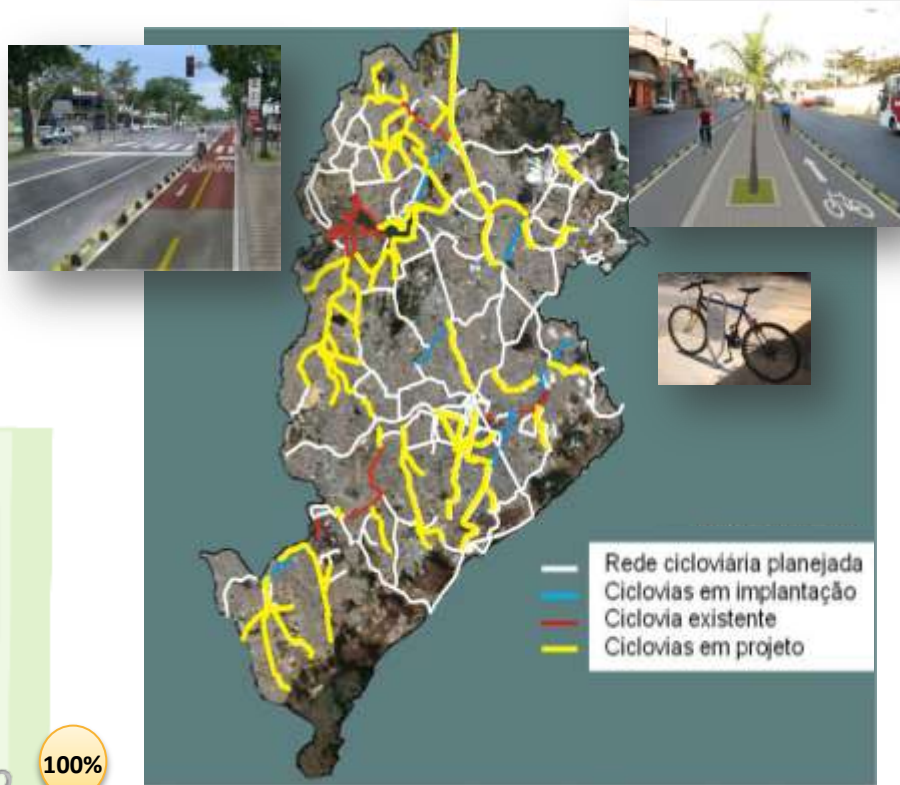 Rede cicloviária planejada
Ciclovias em implantação
Ciclovia existente
Ciclovias em projeto
100%